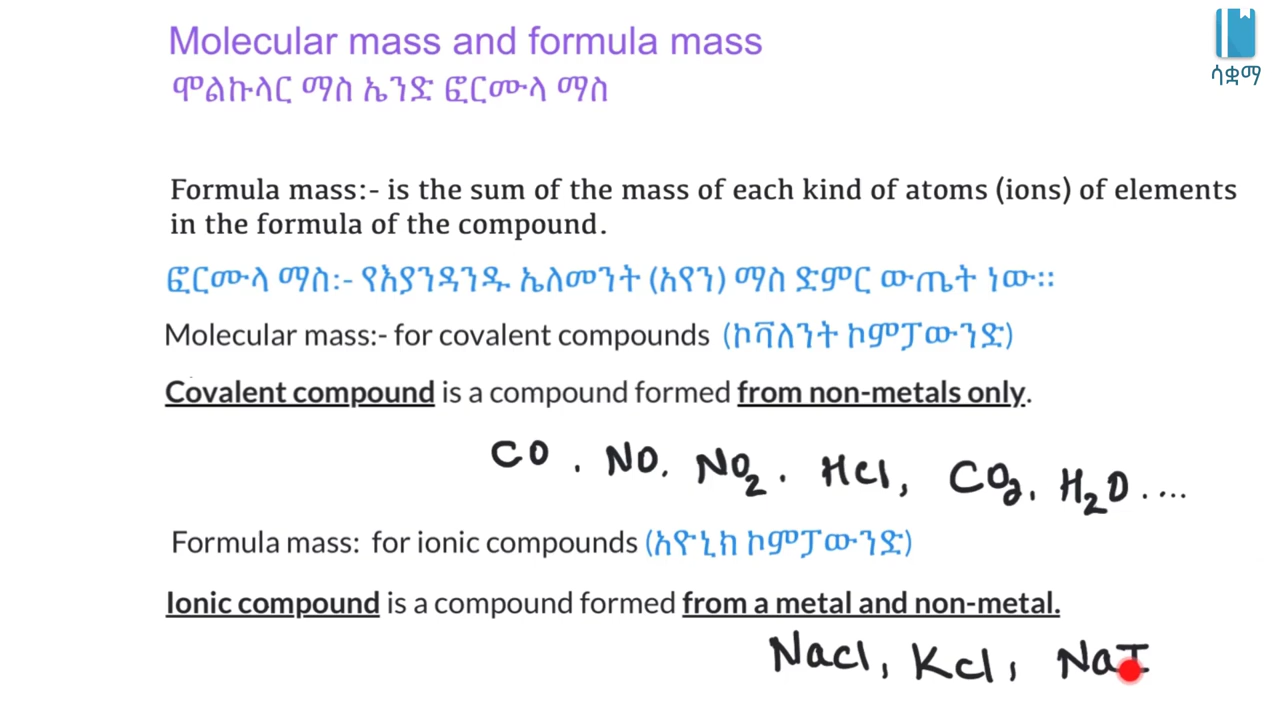 Molecular mass and formula mass
ሞልኩላር ማስ ኤንድ ፎርሙላ ማስ
ሳቋማ
Formula mass:- is the sum of the mass of each kind of atoms (ions) of elements
in the formula of the compound.
ፎርሙላ ማስ:- የእያንዳንዱ ኤለመንት (አየን) ማስ ድምር ውጤት ነው።
Molecular mass:- for covalent compounds (ኮቫለንት ኮምፓውንድ)
Covalent compound is a compound formed from non-metals only.
CO . NO. NO2 . HCl, CO2. H2O ....
Formula mass: for ionic compounds (አዮኒክ ኮምፓውንድ)
Ionic compound is a compound formed from a metal and non-metal.
Nacl, Kcl, NaI